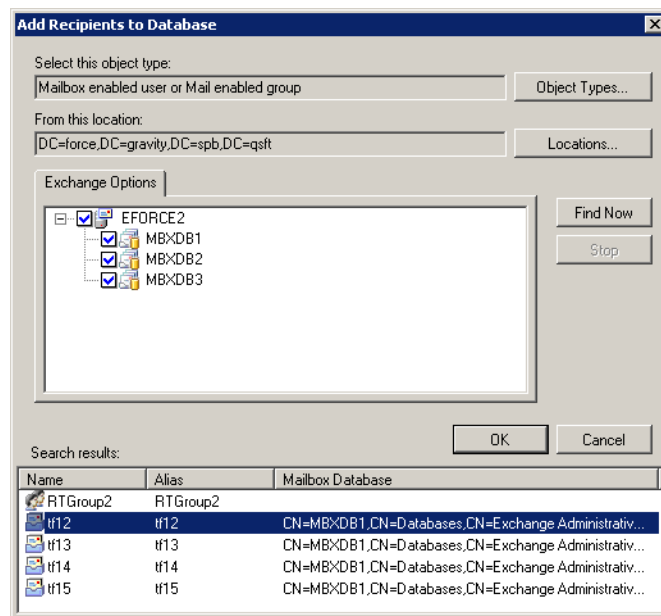 Add Recipients to Database
Select this object type:
Mailbox enabled user or Mail enabled group
Object Types...
From this location:
DC=force,DC=gravity,DC=spb,DC=qsft
Locations...
Exchange Options
EFORCE2
MBXDB1
MBXDB2
MBXDB3
Find Now
Stop
OK Cancel
Search results:
Name Alias Mailbox Database
RTGroup2 RTGroup2
tf12 tf12 CN=MBXDB1,CN=Databases,CN=Exchange Administrativ...
tf13 tf13 CN=MBXDB1,CN=Databases,CN=Exchange Administrativ...
tf14 tf14 CN=MBXDB1,CN=Databases,CN=Exchange Administrativ...
tf15 tf15 CN=MBXDB1,CN=Databases,CN=Exchange Administrativ...